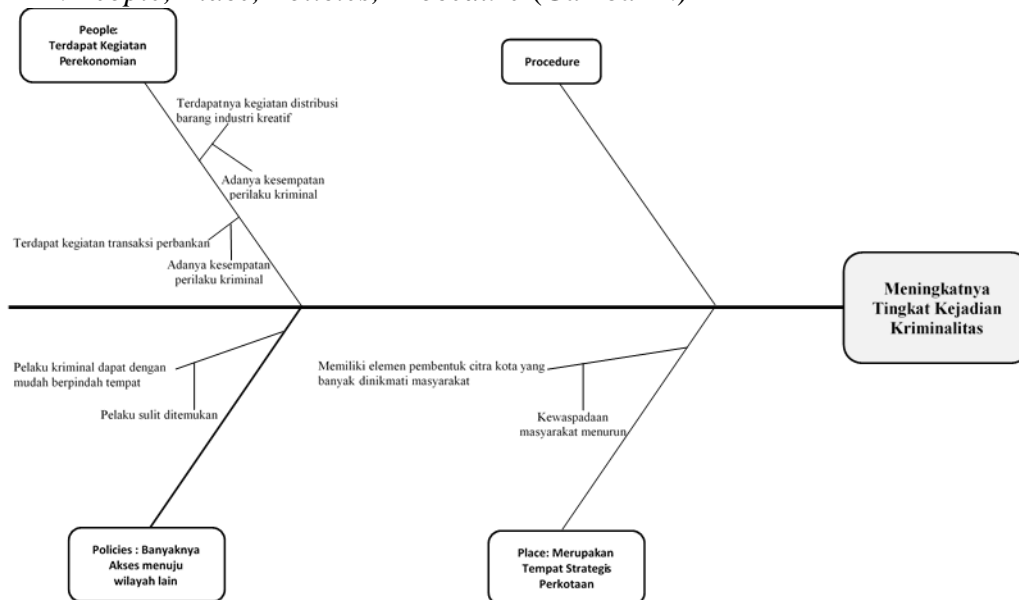 People:
Terdapat Kegiatan
Perekonomian
Procedure
Terdapatnya kegiatan distribusi
barang industri kreatif
Adanya kesempatan
perilaku kriminal
Terdapat kegiatan transaksi perbankan
Adanya kesempatan
perilaku kriminal
Meningkatnya
Tingkat Kejadian
Kriminalitas
Pelaku kriminal dapat dengan
mudah berpindah tempat
Pelaku sulit ditemukan
Memiliki elemen pembentuk citra kota yang
banyak dinikmati masyarakat
Kewaspadaan
masyarakat menurun
Policies : Banyaknya
Akses menuju
wilayah lain
Place: Merupakan
Tempat Strategis
Perkotaan